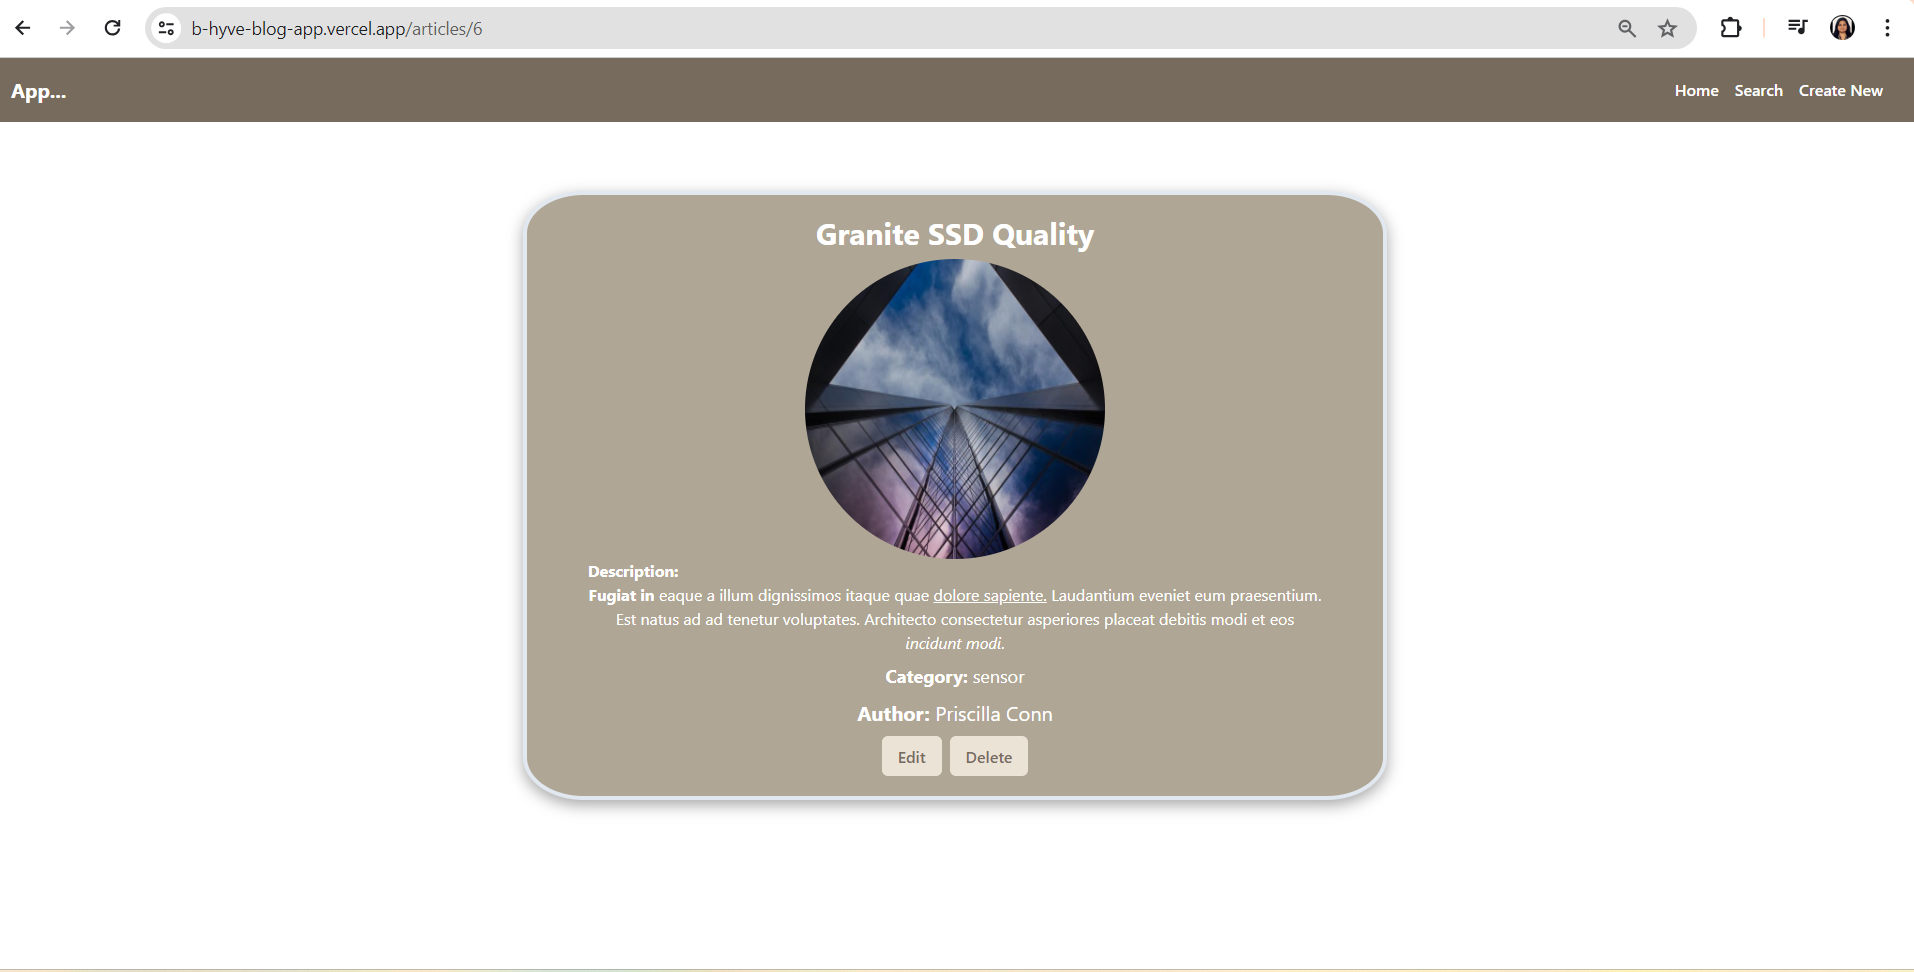 b-hyve-blog-app.vercel.app/articles/6
App...
Home Search Create New
Granite SSD Quality
Description:
Fugiat in eaque a illum dignissimos itaque quae dolore sapiente. Laudantium eveniet eum praesentium.
Est natus ad ad tenetur voluptates. Architecto consectetur asperiores placeat debitis modi et eos
incidunt modi.
Category: sensor
Author: Priscilla Conn
Edit Delete